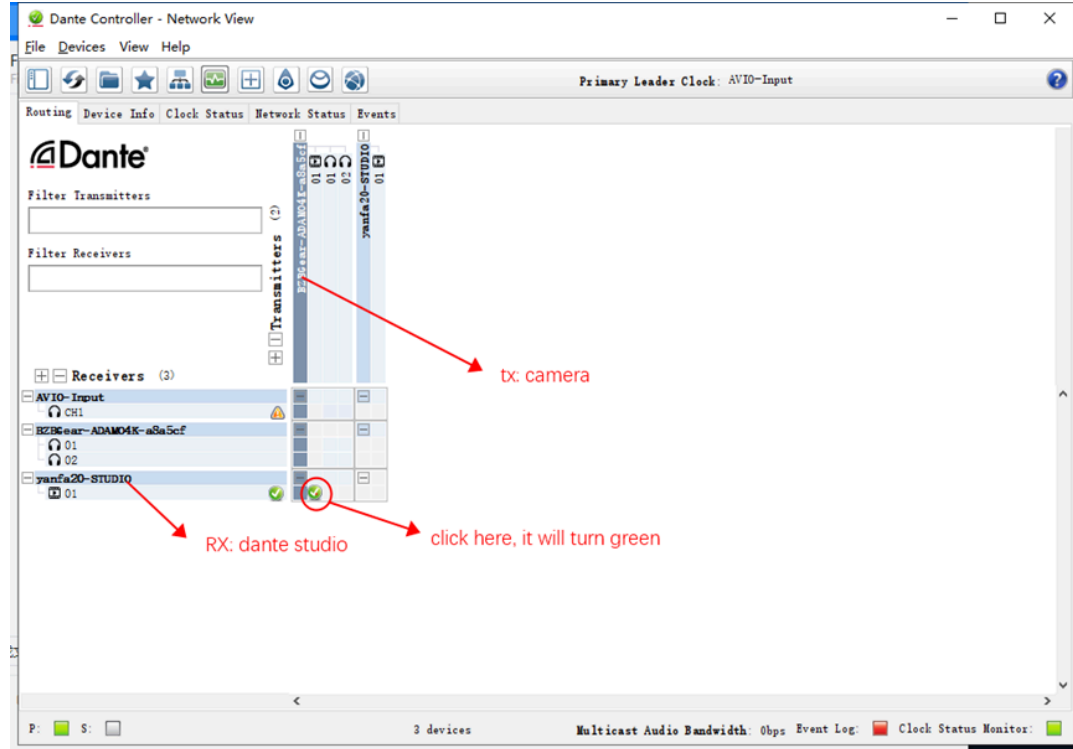 Dante Controller - Network View
File Devices View Help
Primary Leader Clock: AVIO-Input
Routing Device Info Clock Status Network Status Events
Dante
Filter Transmitters
Filter Receivers
Transmitters (2)
BZBGear-ADAMO4K-a8a5cf
01
01
02
yanfa20-STUDIO
01
tx: camera
Receivers (3)
AVIO-Input
CH1
BZBGear-ADAMO4K-a8a5cf
01
02
yanfa20-STUDIO
01
RX: dante studio
click here, it will turn green
P: S: 3 devices Multicast Audio Bandwidth: 0bps Event Log: Clock Status Monitor: